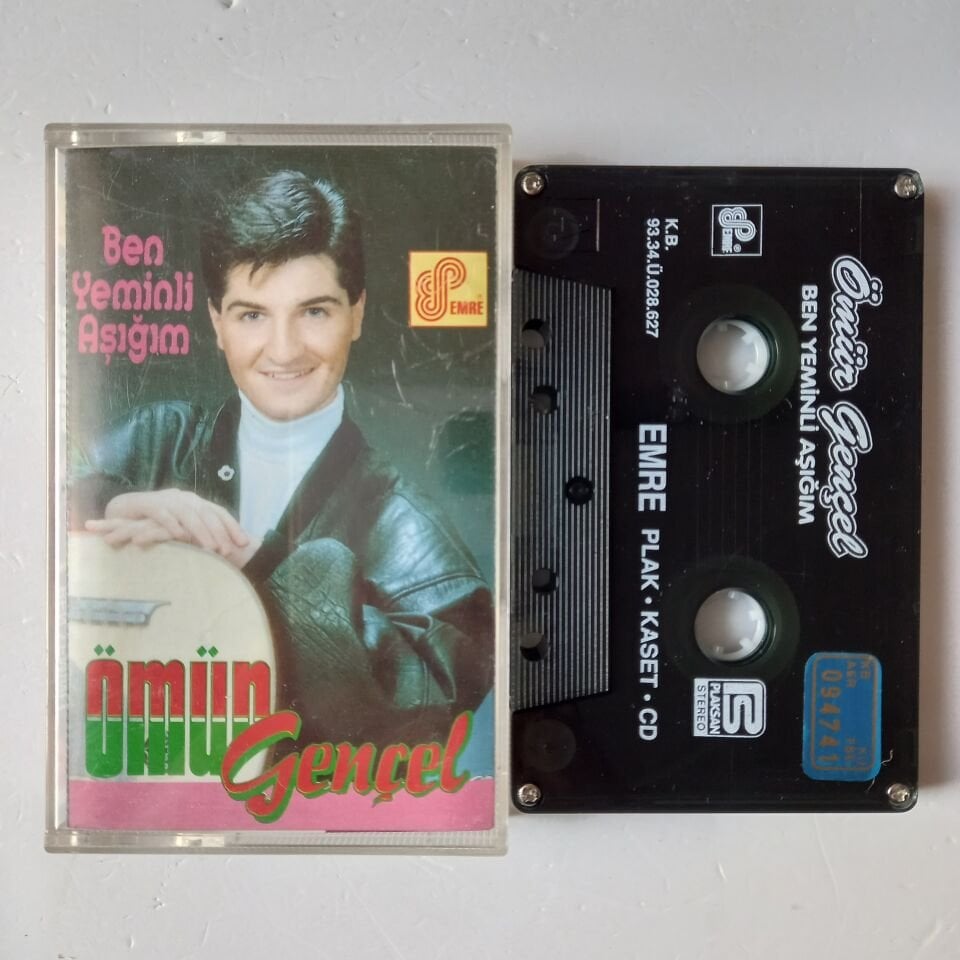 Ben
Yeminli
Aşığım
EMRE
ÖMÜR
Gençel
EMRE
K.B.
93.34.Ü.028.627
Ömür Gençel
BEN YEMİNLİ AŞIĞIM
EMRE PLAK · KASET · CD
PLAKSAN
STEREO
094741